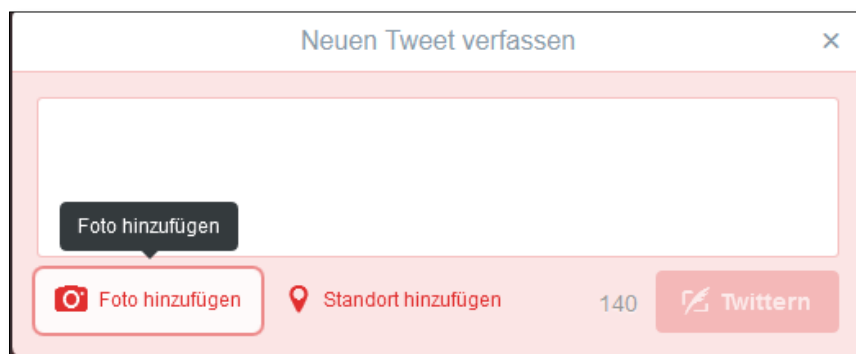 Neuen Tweet verfassen
Foto hinzufügen
Foto hinzufügen
Standort hinzufügen
140
Twittern